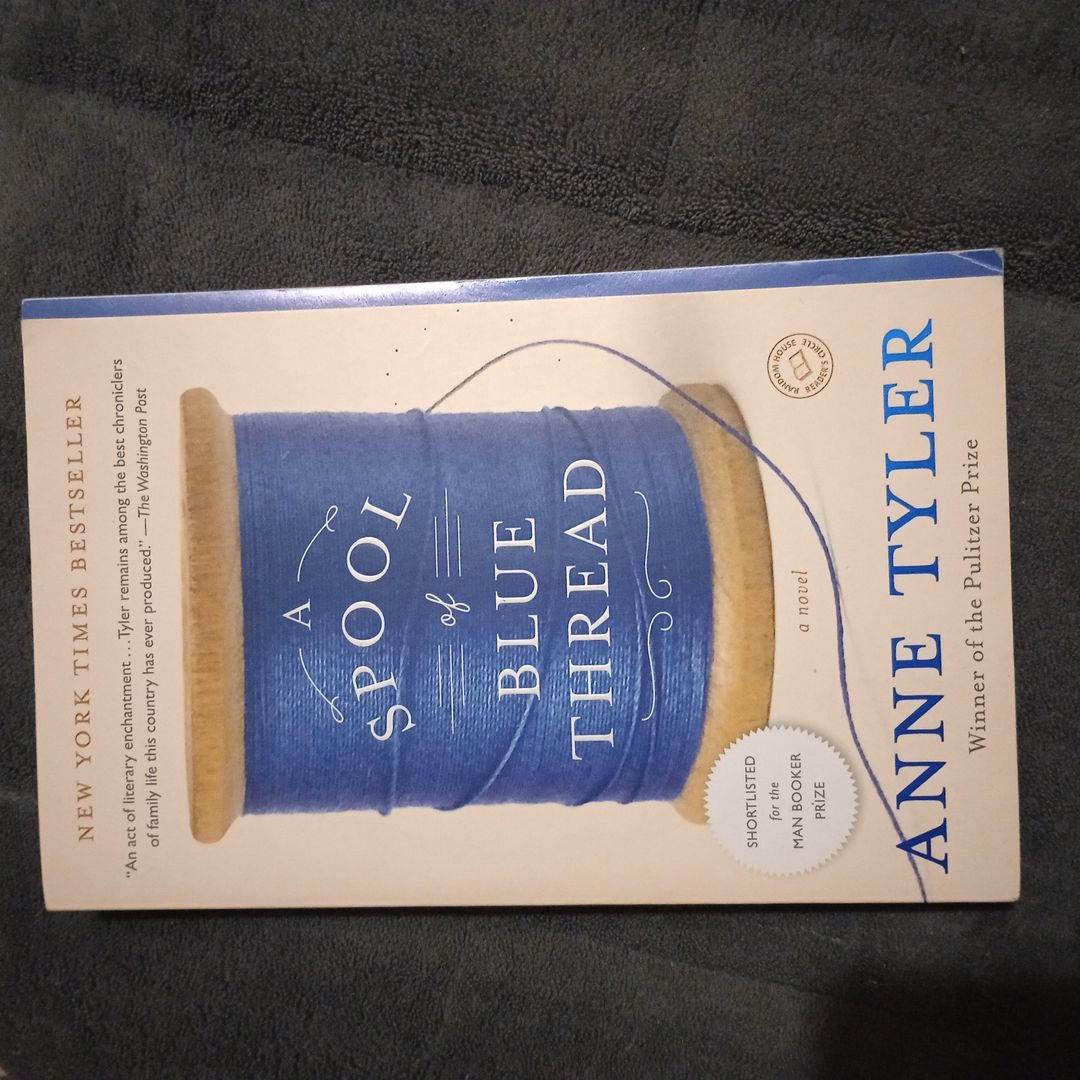 NEW YORK TIMES BESTSELLER
"An act of literary enchantment . . . Tyler remains among the best chroniclers
of family life this country has ever produced." —The Washington Post
A
SPOOL
of
BLUE
THREAD
a novel
RANDOM HOUSE
READER'S CIRCLE
SHORTLISTED
for the
MAN BOOKER
PRIZE
ANNE TYLER
Winner of the Pulitzer Prize